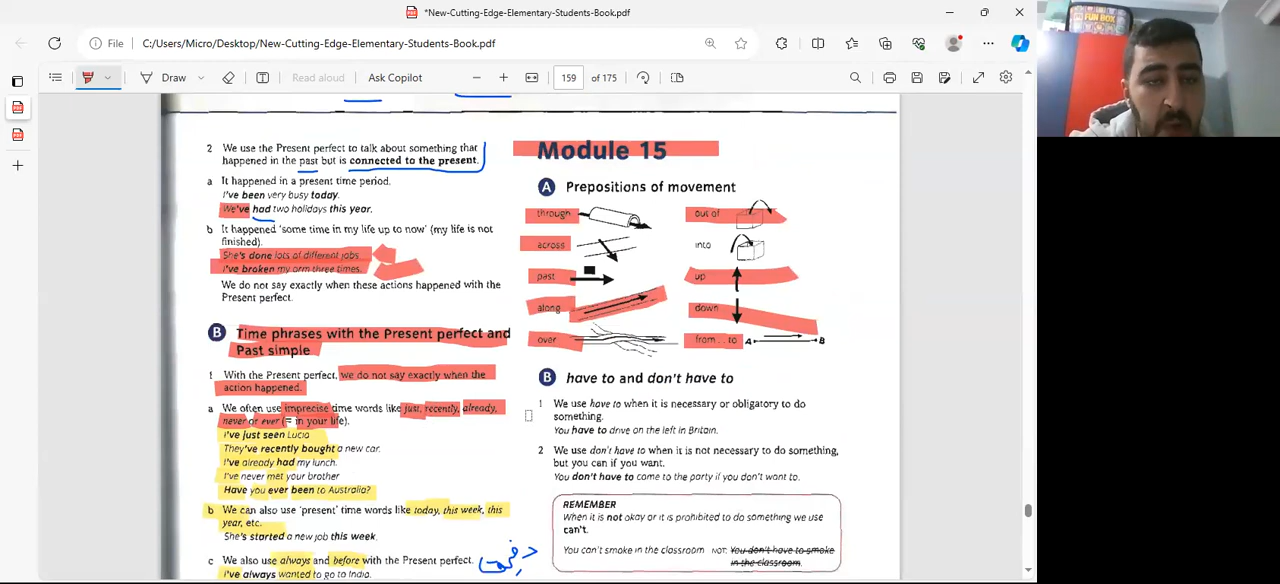 *New-Cutting-Edge-Elementary-Students-Book.pdf
File
C:/Users/Micro/Desktop/New-Cutting-Edge-Elementary-Students-Book.pdf
Draw
Read aloud
Ask Copilot
159
of 175
FUN BOX
2 We use the Present perfect to talk about something that
happened in the past but is connected to the present.
a It happened in a present time period.
I've been very busy today.
We've had two holidays this year.
b It happened 'some time in my life up to now' (my life is not
finished).
She's done lots of different jobs.
I've broken my arm three times.
We do not say exactly when these actions happened with the
Present perfect.
B Time phrases with the Present perfect and
Past simple
1 With the Present perfect, we do not say exactly when the
action happened.
a We often use imprecise time words like just, recently, already,
never or ever (= in your life).
I've just seen Lucia
They've recently bought a new car.
I've already had my lunch.
I've never met your brother
Have you ever been to Australia?
b We can also use 'present' time words like today, this week, this
year, etc.
She's started a new job this week.
c We also use always and before with the Present perfect.
I've always wanted to go to India.
Module 15
A Prepositions of movement
through
out of
across
into
past
up
along
down
over
from . . to A B
B have to and don't have to
1 We use have to when it is necessary or obligatory to do
something.
You have to drive on the left in Britain.
2 We use don't have to when it is not necessary to do something,
but you can if you want.
You don't have to come to the party if you don't want to.
REMEMBER
When it is not okay or it is prohibited to do something we use
can't.
You can't smoke in the classroom NOT: You don't have to smoke
in the classroom.